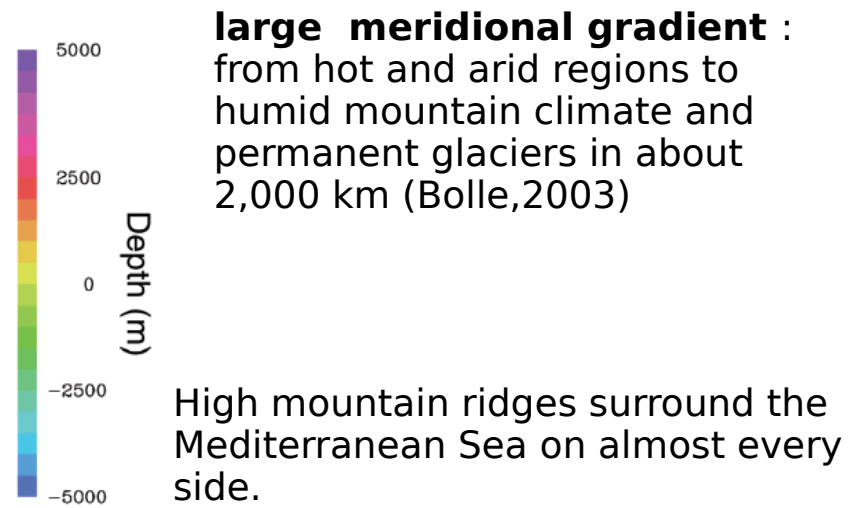 large  meridional gradient :
from hot and arid regions to
humid mountain climate and
permanent glaciers in about
2,000 km (Bolle,2003)
5000
2500
0
−2500
−5000
Depth (m)
High mountain ridges surround the
Mediterranean Sea on almost every
side.